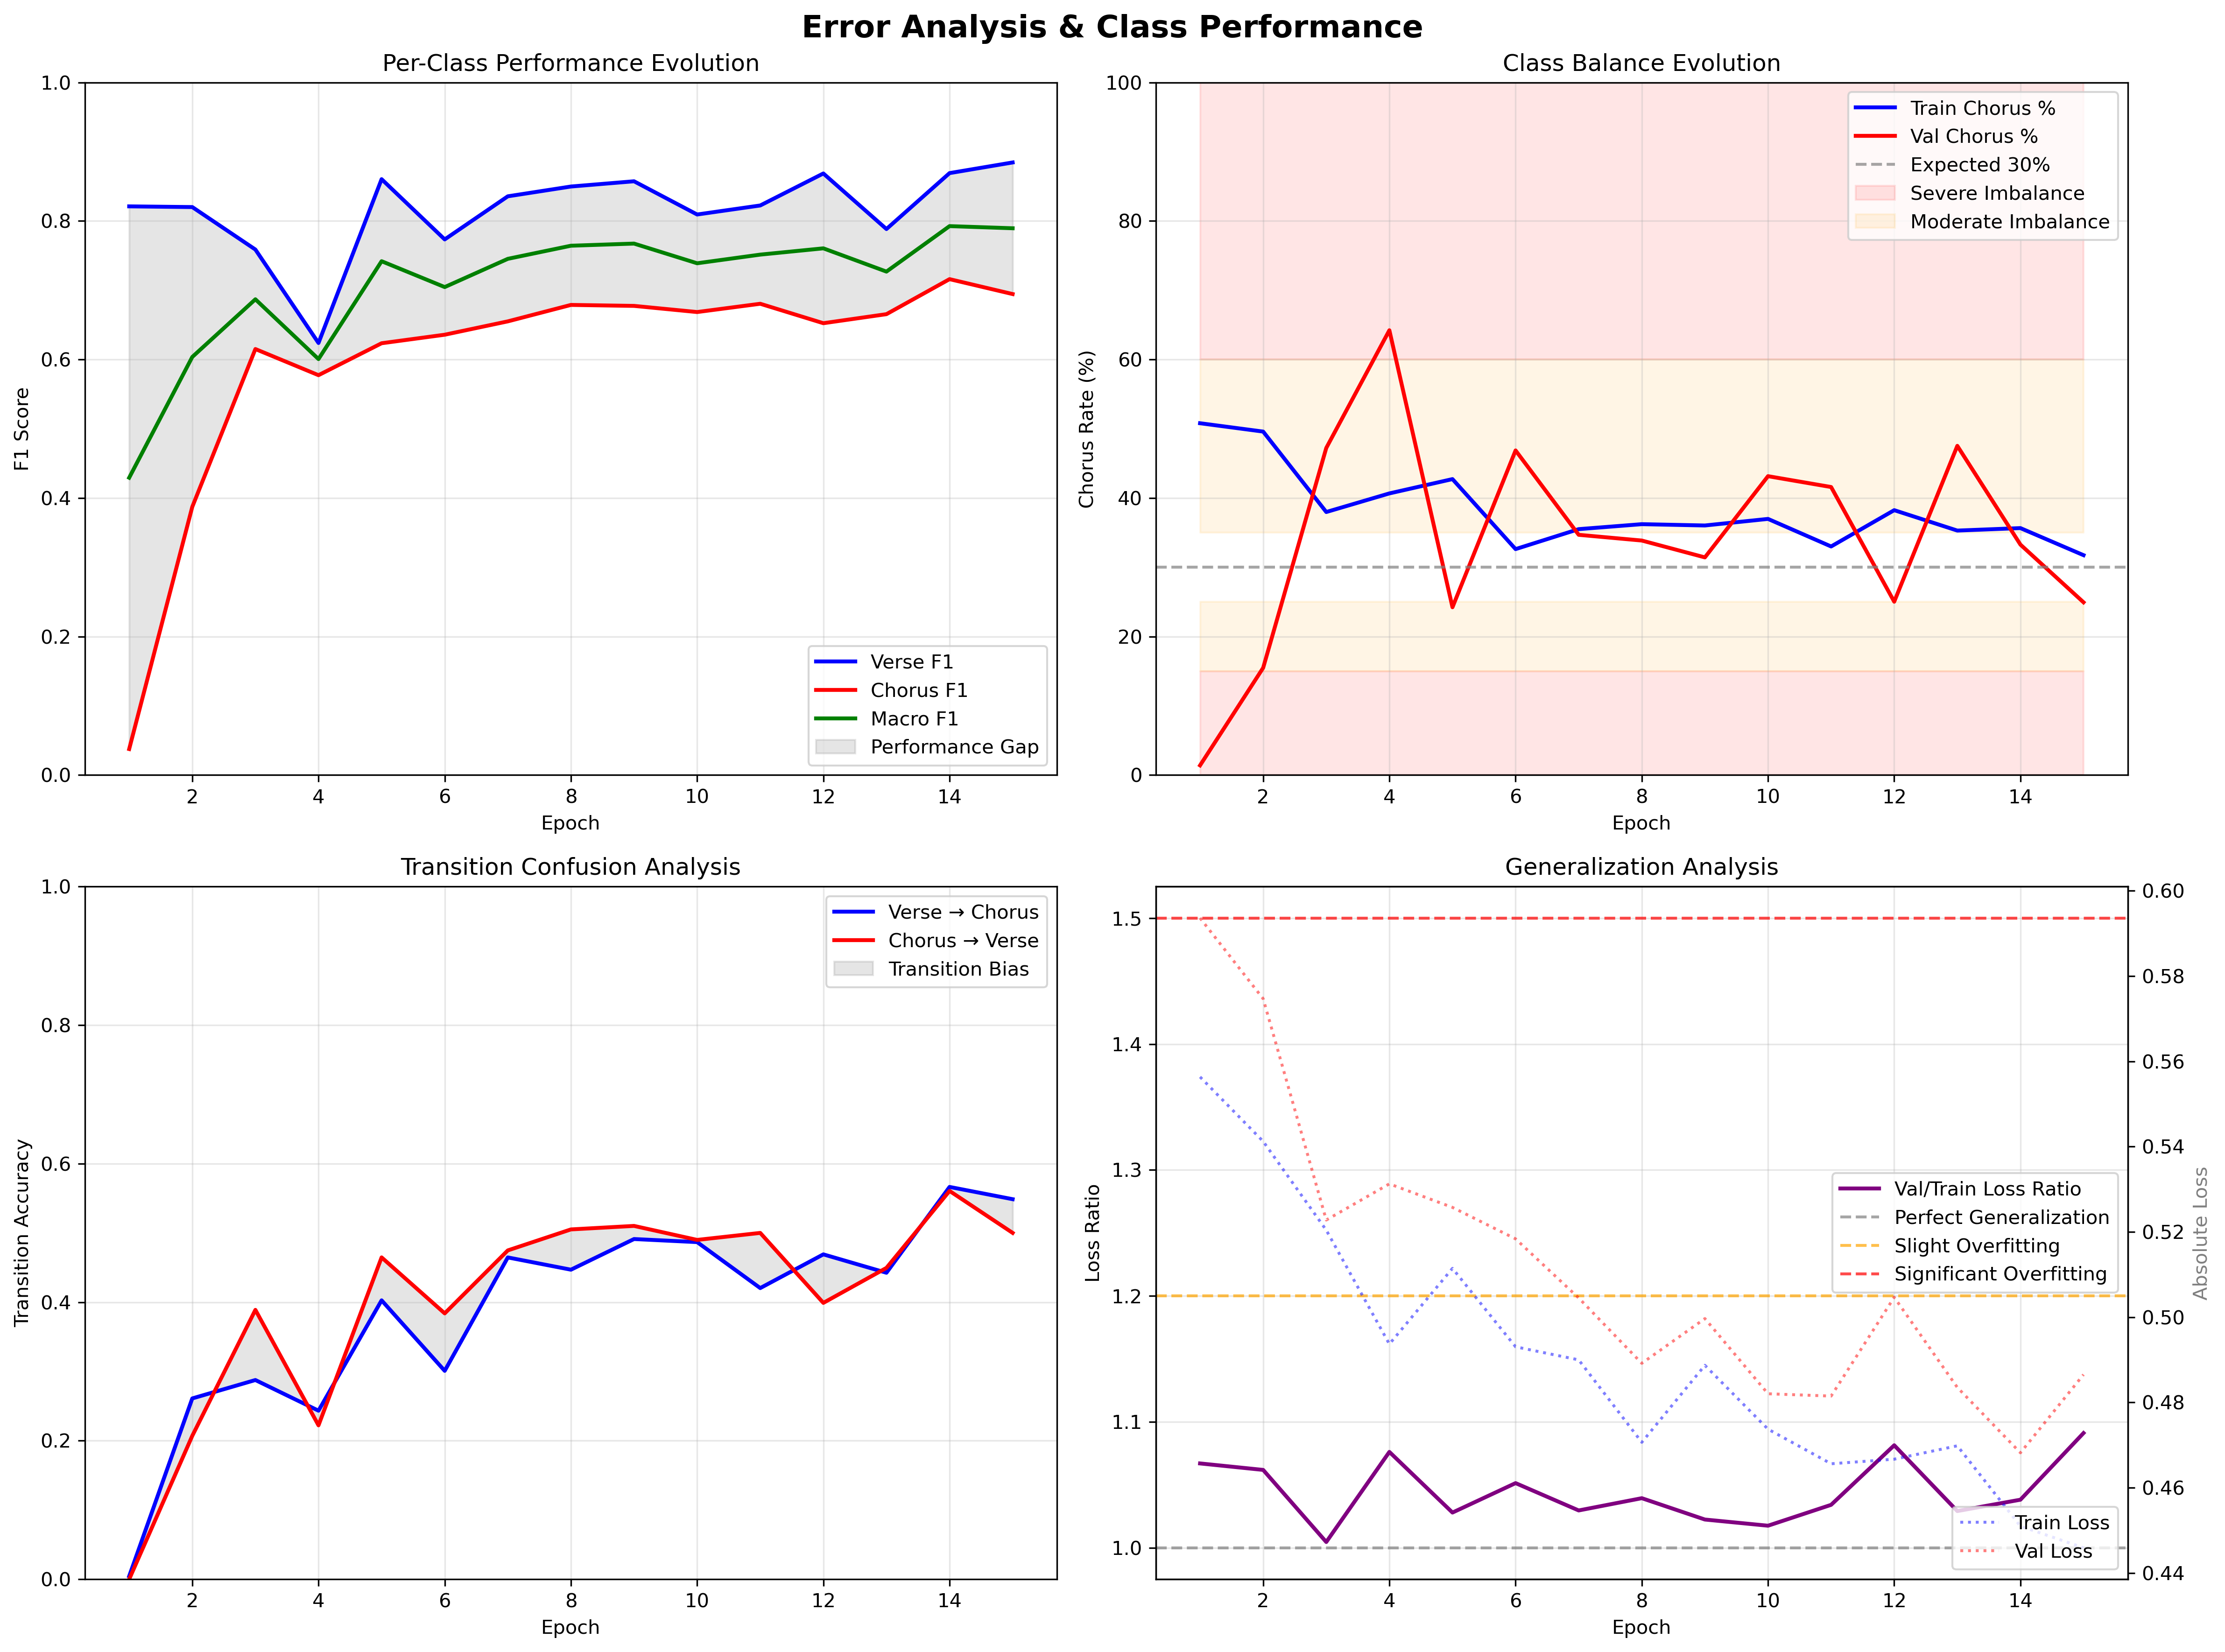 Error Analysis & Class Performance
Per-Class Performance Evolution
F1 Score
1.0
0.8
0.6
0.4
0.2
0.0
2 4 6 8 10 12 14
Epoch
Verse F1
Chorus F1
Macro F1
Performance Gap
Class Balance Evolution
Chorus Rate (%)
100
80
60
40
20
0
2 4 6 8 10 12 14
Epoch
Train Chorus %
Val Chorus %
Expected 30%
Severe Imbalance
Moderate Imbalance
Transition Confusion Analysis
Transition Accuracy
1.0
0.8
0.6
0.4
0.2
0.0
2 4 6 8 10 12 14
Epoch
Verse → Chorus
Chorus → Verse
Transition Bias
Generalization Analysis
Loss Ratio
1.5
1.4
1.3
1.2
1.1
1.0
2 4 6 8 10 12 14
Epoch
Absolute Loss
0.60
0.58
0.56
0.54
0.52
0.50
0.48
0.46
0.44
Val/Train Loss Ratio
Perfect Generalization
Slight Overfitting
Significant Overfitting
Train Loss
Val Loss